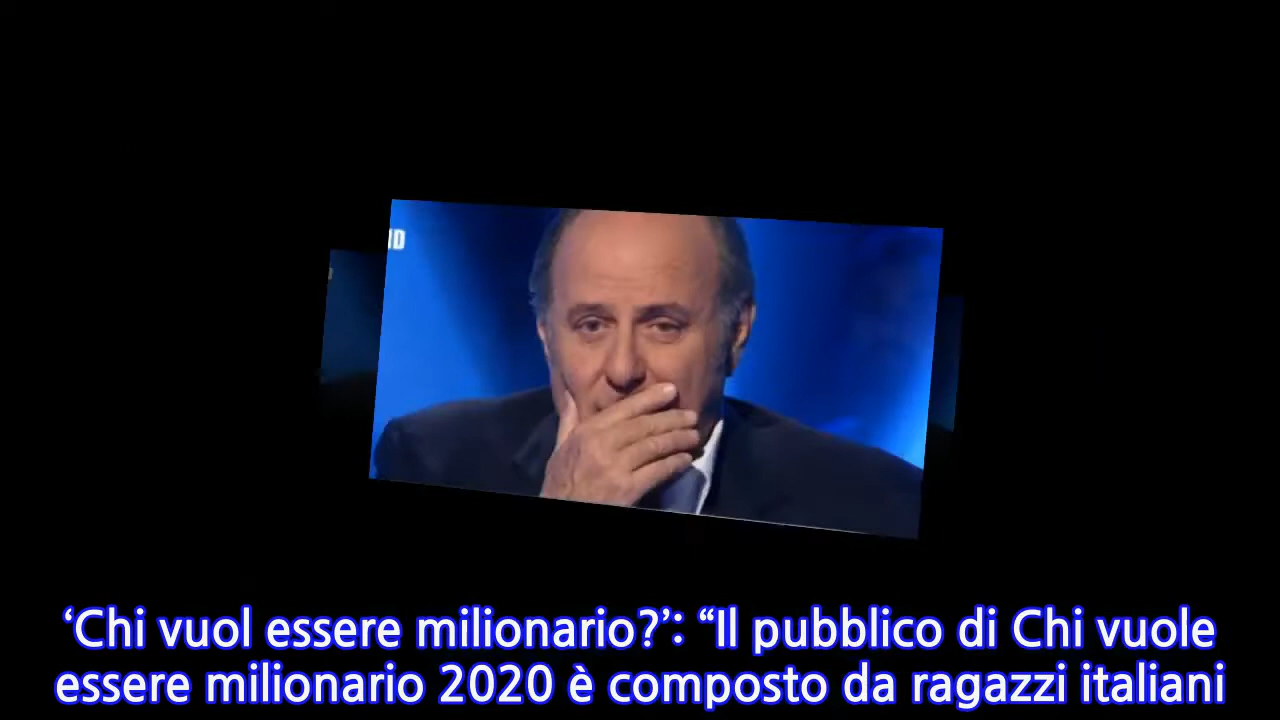 D
‘Chi vuol essere milionario?’: “Il pubblico di Chi vuole
essere milionario 2020 è composto da ragazzi italiani